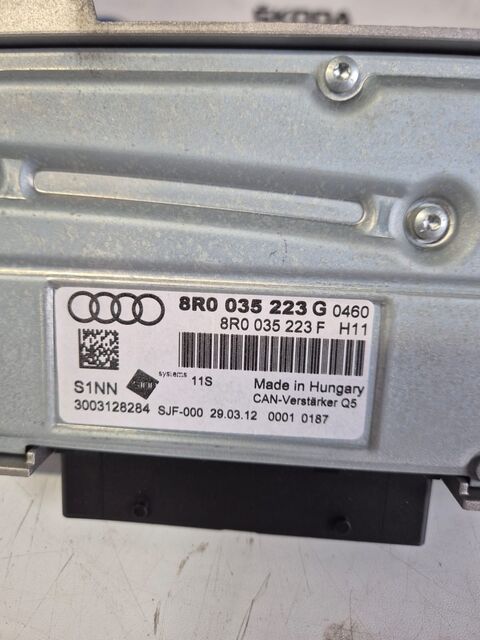 ŠKODA
8R0 035 223 G 0460
8R0 035 223 F H11
systems 11S
S1NN
Made in Hungary
CAN-Verstärker Q5
3003128284 SJF-000 29.03.12 0001 0187